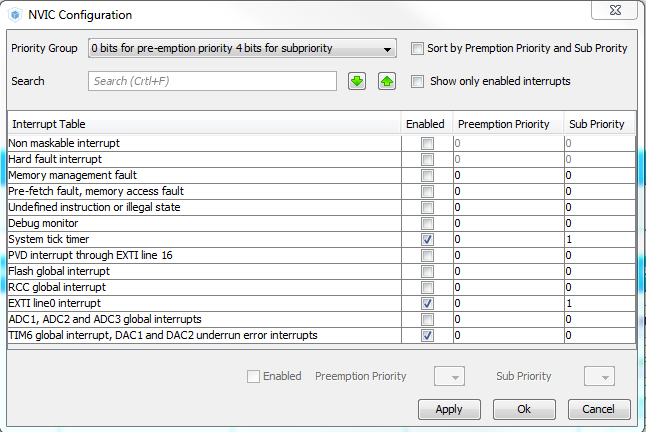 NVIC Configuration
Priority Group 0 bits for pre-emption priority 4 bits for subpriority Sort by Premption Priority and Sub Prority
Search Search (Crtl+F) Show only enabled interrupts
Interrupt Table Enabled Preemption Priority Sub Priority
Non maskable interrupt 0 0
Hard fault interrupt 0 0
Memory management fault 0 0
Pre-fetch fault, memory access fault 0 0
Undefined instruction or illegal state 0 0
Debug monitor 0 0
System tick timer 0 1
PVD interrupt through EXTI line 16 0 0
Flash global interrupt 0 0
RCC global interrupt 0 0
EXTI line0 interrupt 0 1
ADC1, ADC2 and ADC3 global interrupts 0 0
TIM6 global interrupt, DAC1 and DAC2 underrun error interrupts 0 0
Enabled Preemption Priority Sub Priority
Apply Ok Cancel